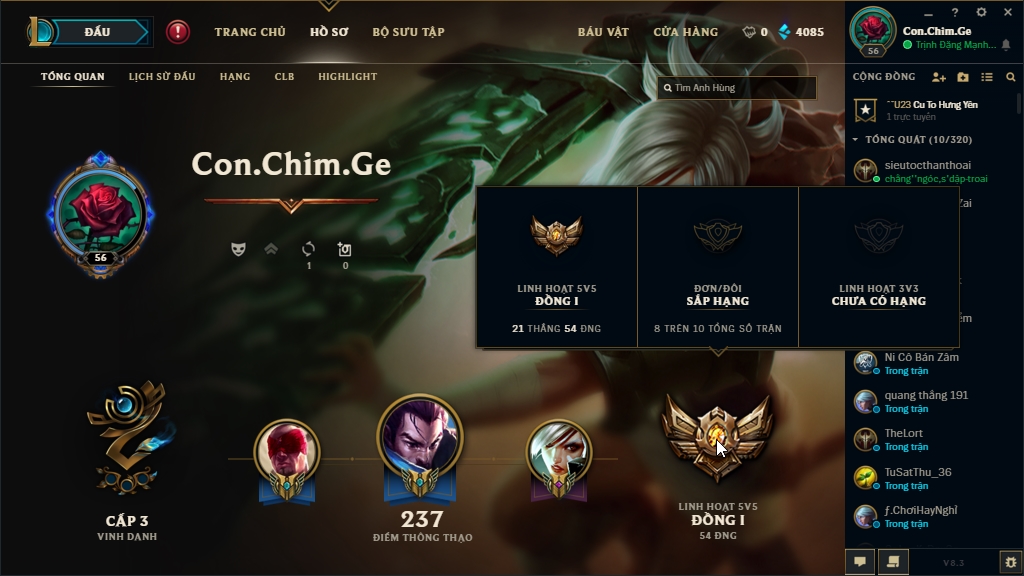 ĐẤU
TRANG CHỦ
HỒ SƠ
BỘ SƯU TẬP
BÁU VẬT
CỬA HÀNG
0
4085
56
Con.Chim.Ge
Trịnh Đặng Mạnh...
TỔNG QUAN
LỊCH SỬ ĐẤU
HẠNG
CLB
HIGHLIGHT
Tìm Anh Hùng
CỘNG ĐỒNG
U23 Cu To Hưng Yên
1 trực tuyến
TỔNG QUÁT (10/320)
sieutocthanthoai
chảng''ngóc,s'dập-troai
Zai
Con.Chim.Ge
56
1
0
LINH HOẠT 5V5
ĐỒNG I
21 THẮNG 54 ĐNG
ĐƠN/ĐÔI
SẮP HẠNG
8 TRÊN 10 TỔNG SỐ TRẬN
LINH HOẠT 3V3
CHƯA CÓ HẠNG
Ni Cô Bán Zâm
Trong trận
quang thắng 191
Trong trận
TheLort
Trong trận
TuSatThu_36
Trong trận
ƒ.ChơiHayNghỉ
Trong trận
CẤP 3
VINH DANH
237
ĐIỂM THÔNG THẠO
LINH HOẠT 5V5
ĐỒNG I
54 ĐNG
V8.3